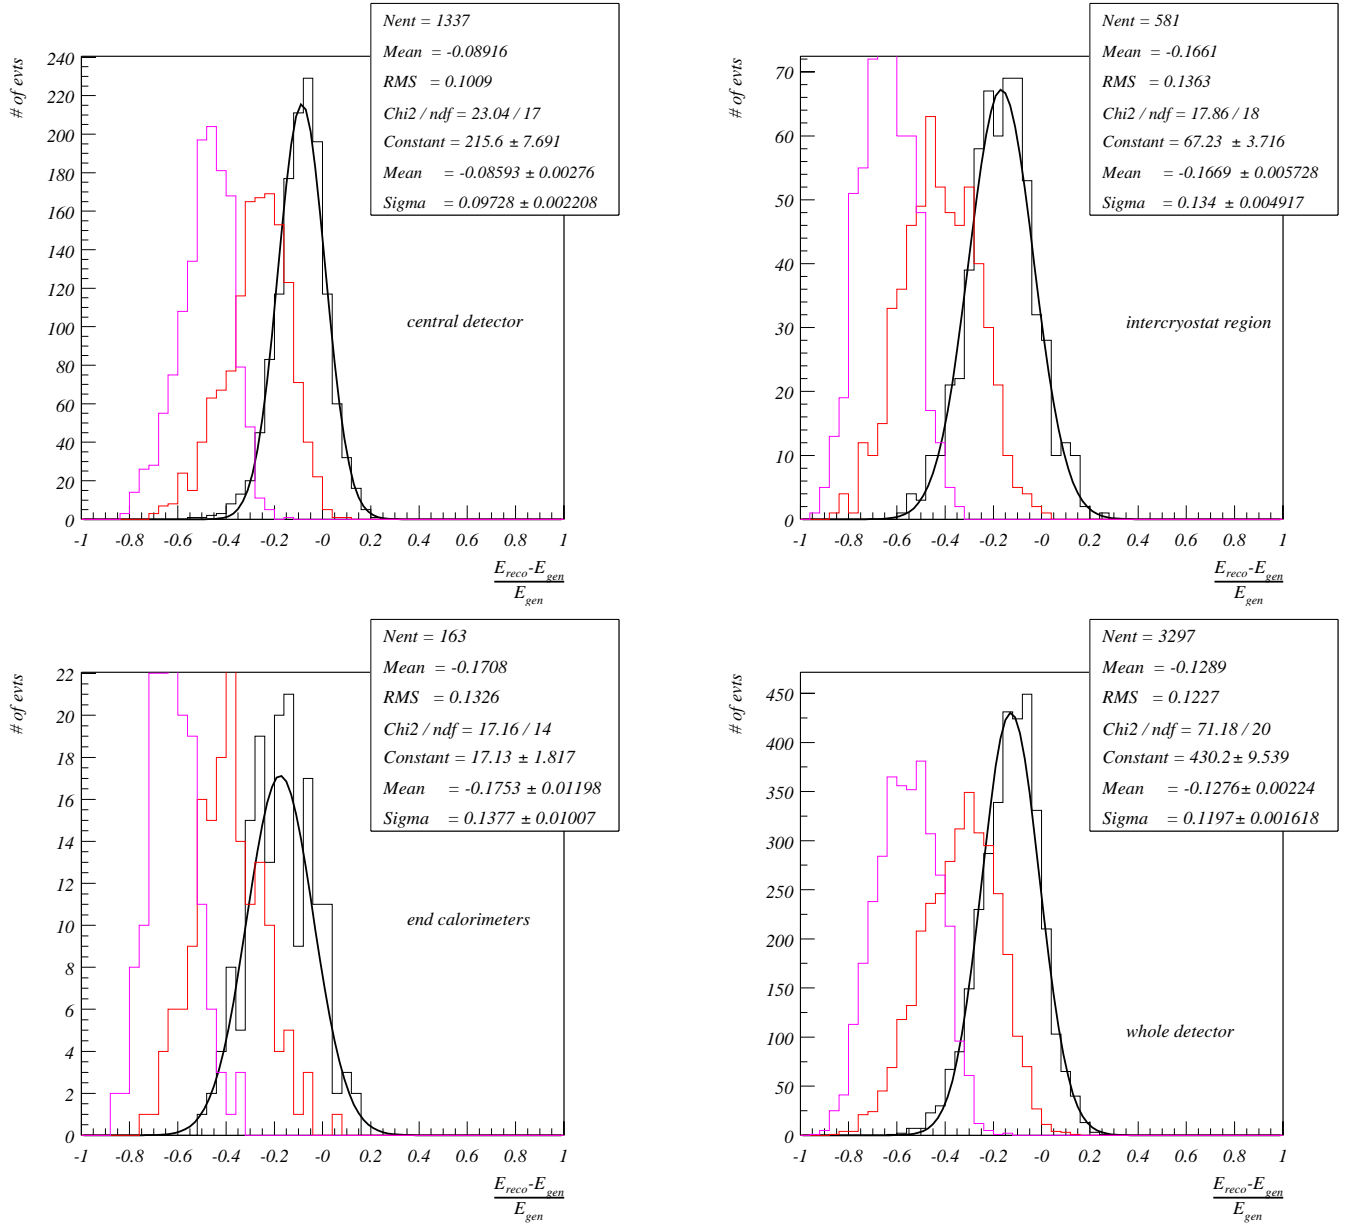 Nent = 1337
Mean = -0.08916
RMS = 0.1009
Chi2 / ndf = 23.04 / 17
Constant = 215.6 ± 7.691
Mean = -0.08593 ± 0.00276
Sigma = 0.09728 ± 0.002208
# of evts
240
220
200
180
160
140
120
100
80
60
40
20
0
central detector
-1 -0.8 -0.6 -0.4 -0.2 -0 0.2 0.4 0.6 0.8 1
E_reco-E_gen
E_gen
Nent = 581
Mean = -0.1661
RMS = 0.1363
Chi2 / ndf = 17.86 / 18
Constant = 67.23 ± 3.716
Mean = -0.1669 ± 0.005728
Sigma = 0.134 ± 0.004917
# of evts
70
60
50
40
30
20
10
0
intercryostat region
-1 -0.8 -0.6 -0.4 -0.2 -0 0.2 0.4 0.6 0.8 1
E_reco-E_gen
E_gen
Nent = 163
Mean = -0.1708
RMS = 0.1326
Chi2 / ndf = 17.16 / 14
Constant = 17.13 ± 1.817
Mean = -0.1753 ± 0.01198
Sigma = 0.1377 ± 0.01007
# of evts
22
20
18
16
14
12
10
8
6
4
2
0
end calorimeters
-1 -0.8 -0.6 -0.4 -0.2 -0 0.2 0.4 0.6 0.8 1
E_reco-E_gen
E_gen
Nent = 3297
Mean = -0.1289
RMS = 0.1227
Chi2 / ndf = 71.18 / 20
Constant = 430.2 ± 9.539
Mean = -0.1276 ± 0.00224
Sigma = 0.1197 ± 0.001618
# of evts
450
400
350
300
250
200
150
100
50
0
whole detector
-1 -0.8 -0.6 -0.4 -0.2 -0 0.2 0.4 0.6 0.8 1
E_reco-E_gen
E_gen